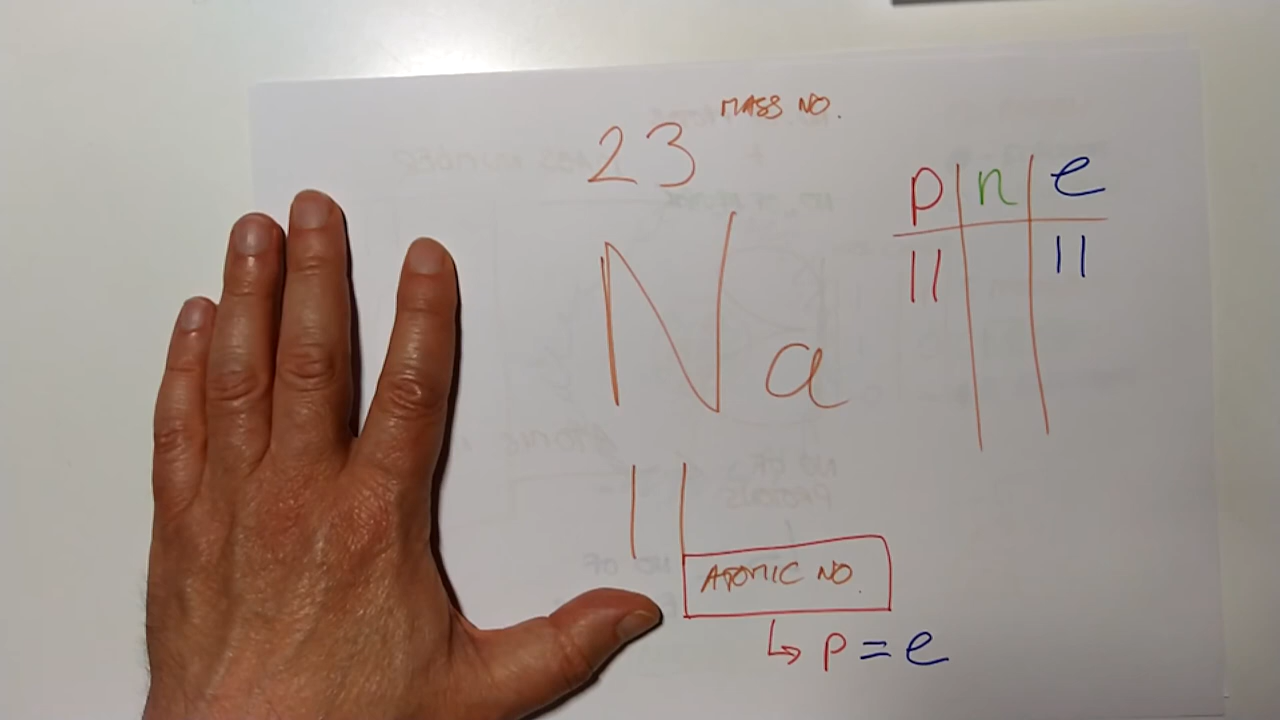 MASS NO.
23
p n e
11 11
Na
11
ATOMIC NO.
↳ p = e